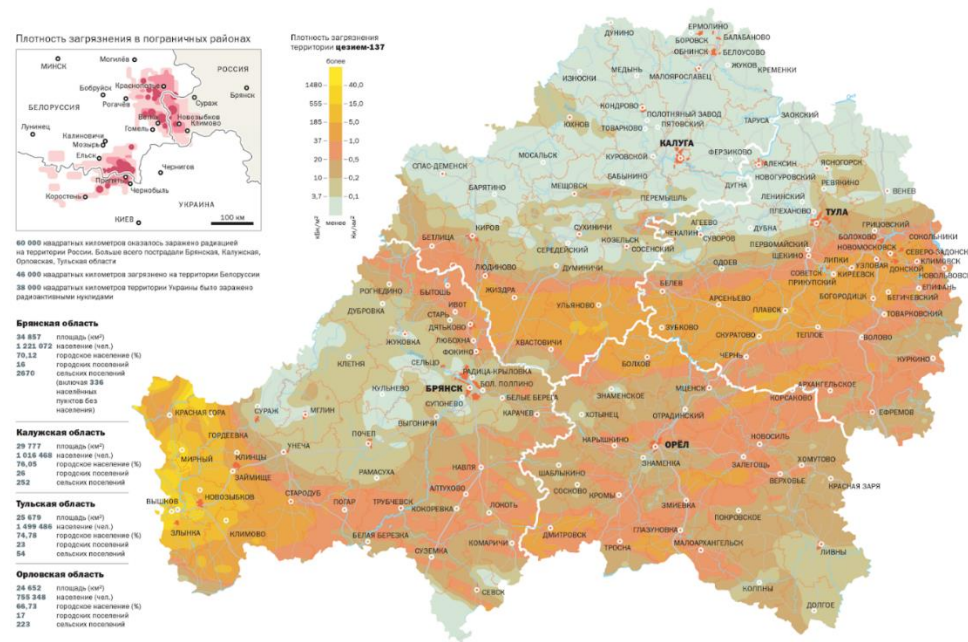 Плотность загрязнения в пограничных районах
МИНСК
Могилёв
РОССИЯ
Бобруйск
Краснополье
Рогачёв
Сураж
Брянск
БЕЛОРУССИЯ
Ветка
Новозыбков
Гомель
Климово
Лунинец
Калинковичи
Мозырь
Ельск
Чернигов
Припять
Чернобыль
Коростень
УКРАИНА
КИЕВ
100 км
60 000 квадратных километров оказалось заражено радиацией
на территории России. Больше всего пострадали Брянская, Калужская,
Орловская, Тульская области
46 000 квадратных километров загрязнено на территории Белоруссии
38 000 квадратных километров территории Украины было заражено
радиоактивными нуклидами
Брянская область
34 857 площадь (км²)
1 221 072 население (чел.)
70,12 городское население (%)
16 городских поселений
2670 сельских поселений
(включая 336
населённых
пунктов без
населения)
Калужская область
29 777 площадь (км²)
1 016 468 население (чел.)
76,05 городское население (%)
26 городских поселений
252 сельских поселений
Тульская область
25 679 площадь (км²)
1 499 486 население (чел.)
74,78 городское население (%)
23 городских поселений
54 сельских поселений
Орловская область
24 652 площадь (км²)
755 348 население (чел.)
66,73 городское население (%)
17 городских поселений
223 сельских поселений
Плотность загрязнения
территории цезием-137
более
1480 40,0
555 15,0
185 5,0
37 1,0
20 0,5
10 0,3
3,7 0,1
менее
кБк/м²
Ки/км²
ДУНИНО
ЕРМОЛИНО
БОРОВСК
БАЛАБАНОВО
ОБНИНСК
БЕЛОУСОВО
ЖУКОВ
КРЕМЕНКИ
МЕДЫНЬ
МАЛОЯРОСЛАВЕЦ
ИЗНОСКИ
КОНДРОВО
ПОЛОТНЯНЫЙ ЗАВОД
ПЯТОВСКИЙ
ТОВАРКОВО
ЮХНОВ
ТАРУСА
ЗАОКСКИЙ
КАЛУГА
ФЕРЗИКОВО
КУРОВСКОЙ
МОСАЛЬСК
СПАС-ДЕМЕНСК
АЛЕКСИН
ЯСНОГОРСК
РЕВЯКИНО
НОВОГУРОВСКИЙ
ВЕНЕВ
БАРЯТИНО
БАБЫНИНО
МЕЩОВСК
ПЕРЕМЫШЛЬ
ДУГНА
ЛЕНИНСКИЙ
ПЛЕХАНОВО
ТУЛА
ДУБНА
СУХИНИЧИ
КОЗЕЛЬСК
СОСЕНСКИЙ
АГЕЕВО
ЧЕКАЛИН
СУВОРОВ
СЕРЕДЕЙСКИЙ
КИРОВ
БЕТЛИЦА
ГРИЦОВСКИЙ
БОЛОХОВО
СОКОЛЬНИКИ
НОВОМОСКОВСК
СЕВЕРО-ЗАДОНСК
ПЕРВОМАЙСКИЙ
ЩЕКИНО
ЛИПКИ
УЗЛОВАЯ
ДОНСКОЙ
КЛИМОВСК
НОВОЛЬВОВСК
СОВЕТСК
КИРЕЕВСК
ЕПИФАНЬ
ПРИУПСКИЙ
БОГОРОДИЦК
БЕГИЧЕВСКИЙ
ТОВАРКОВСКИЙ
ОДОЕВ
БЕЛЕВ
АРСЕНЬЕВО
ПЛАВСК
ТЕПЛОЕ
ВОЛОВО
КУРКИНО
ДУМИНИЧИ
ЛЮДИНОВО
ЖИЗДРА
УЛЬЯНОВО
ХВАСТОВИЧИ
ЗУБКОВО
СКУРАТОВО
ЧЕРНЬ
АРХАНГЕЛЬСКОЕ
ЕФРЕМОВ
РОГНЕДИНО
БЫТОШЬ
ИВОТ
СТАРЬ
ДУБРОВКА
ДЯТЬКОВО
ЛЮБОХНА
ФОКИНО
ЖУКОВКА
КЛЕТНЯ
СЕЛЬЦО
РАДИЦА-КРЫЛОВКА
БОЛ. ПОЛПИНО
БРЯНСК
БЕЛЫЕ БЕРЕГА
СУПОНЕВО
КУЛЬНЕВО
КАРАЧЕВ
ВЫГОНИЧИ
МГЛИН
СУРАЖ
ПОЧЕП
РАМАСУХА
КРАСНАЯ ГОРА
ГОРДЕЕВКА
КЛИНЦЫ
УНЕЧА
МИРНЫЙ
ЗАЙМИЩЕ
НОВОЗЫБКОВ
ВЫШКОВ
ЗЛЫНКА
КЛИМОВО
СТАРОДУБ
ПОГАР
ТРУБЧЕВСК
БЕЛАЯ БЕРЕЗКА
НАВЛЯ
АЛТУХОВО
КОКОРЕВКА
ЛОКОТЬ
СУЗЕМКА
КОМАРИЧИ
СЕВСК
БОЛХОВ
МЦЕНСК
КОРСАКОВО
ЗНАМЕНСКОЕ
ХОТЫНЕЦ
ОТРАДИНСКИЙ
НАРЫШКИНО
ОРЁЛ
НОВОСИЛЬ
ЗНАМЕНКА
ЗАЛЕГОЩЬ
ХОМУТОВО
ВЕРХОВЬЕ
КРАСНАЯ ЗАРЯ
ШАБЛЫКИНО
СОСКОВО
КРОМЫ
ЗМИЕВКА
ПОКРОВСКОЕ
ДМИТРОВСК
ГЛАЗУНОВКА
ТРОСНА
МАЛОАРХАНГЕЛЬСК
ЛИВНЫ
КОЛПНЫ
ДОЛГОЕ